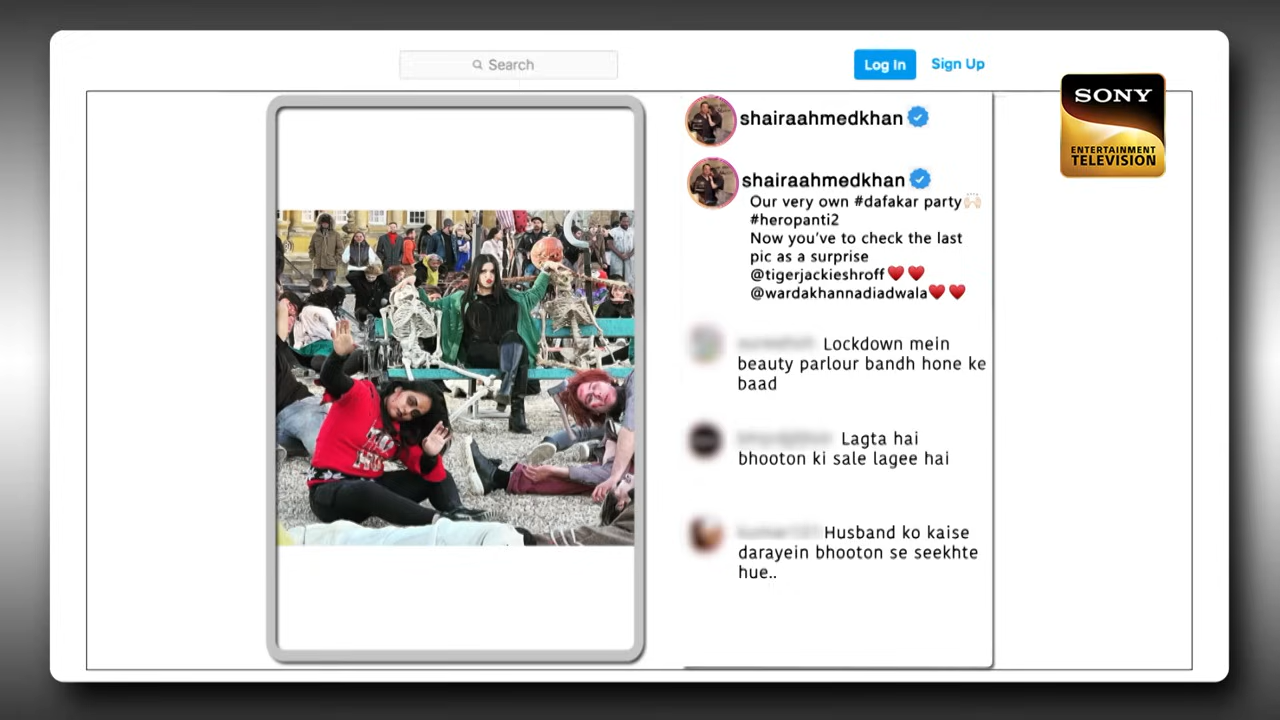 Search
Log In
Sign Up
SONY
ENTERTAINMENT
TELEVISION
shairaahmedkhan
shairaahmedkhan
Our very own #dafakar party🙌🏻
#heropanti2
Now you've to check the last
pic as a surprise
@tigerjackieshroff♥️♥️
@wardakhannadiadwala♥️♥️
Lockdown mein
beauty parlour bandh hone ke
baad
Lagta hai
bhooton ki sale lagee hai
Husband ko kaise
darayein bhooton se seekhte
hue..